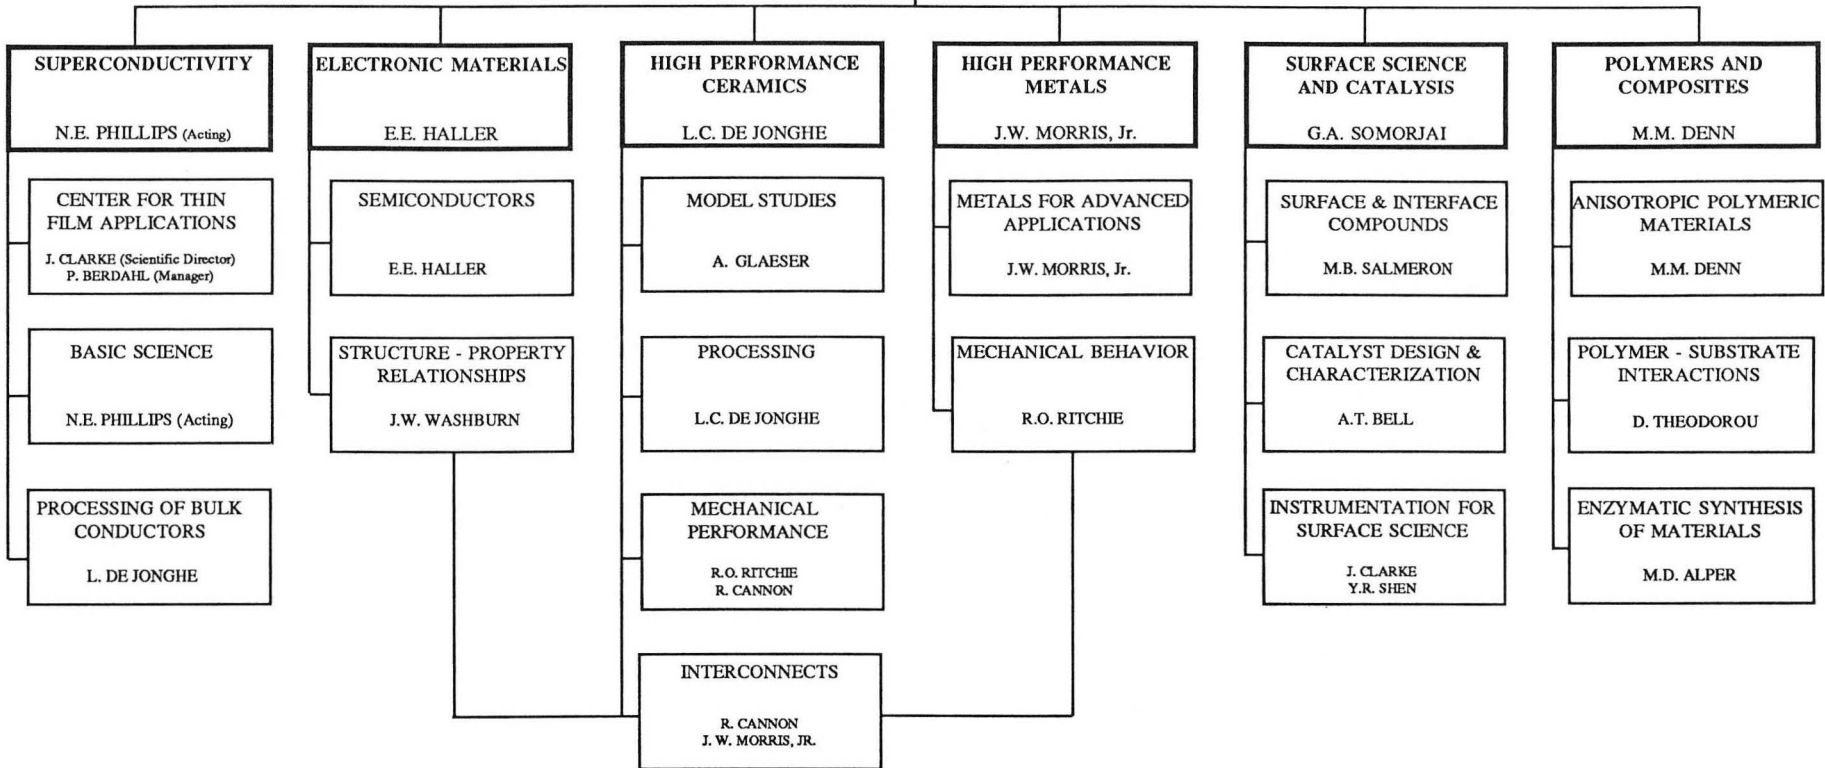 SUPERCONDUCTIVITY
N.E. PHILLIPS (Acting)
CENTER FOR THIN
FILM APPLICATIONS
J. CLARKE (Scientific Director)
P. BERDAHL (Manager)
BASIC SCIENCE
N.E. PHILLIPS (Acting)
PROCESSING OF BULK
CONDUCTORS
L. DE JONGHE
ELECTRONIC MATERIALS
E.E. HALLER
SEMICONDUCTORS
E.E. HALLER
STRUCTURE - PROPERTY
RELATIONSHIPS
J.W. WASHBURN
HIGH PERFORMANCE
CERAMICS
L.C. DE JONGHE
MODEL STUDIES
A. GLAESER
PROCESSING
L.C. DE JONGHE
MECHANICAL
PERFORMANCE
R.O. RITCHIE
R. CANNON
INTERCONNECTS
R. CANNON
J. W. MORRIS, JR.
HIGH PERFORMANCE
METALS
J.W. MORRIS, Jr.
METALS FOR ADVANCED
APPLICATIONS
J.W. MORRIS, Jr.
MECHANICAL BEHAVIOR
R.O. RITCHIE
SURFACE SCIENCE
AND CATALYSIS
G.A. SOMORJAI
SURFACE & INTERFACE
COMPOUNDS
M.B. SALMERON
CATALYST DESIGN &
CHARACTERIZATION
A.T. BELL
INSTRUMENTATION FOR
SURFACE SCIENCE
J. CLARKE
Y.R. SHEN
POLYMERS AND
COMPOSITES
M.M. DENN
ANISOTROPIC POLYMERIC
MATERIALS
M.M. DENN
POLYMER - SUBSTRATE
INTERACTIONS
D. THEODOROU
ENZYMATIC SYNTHESIS
OF MATERIALS
M.D. ALPER